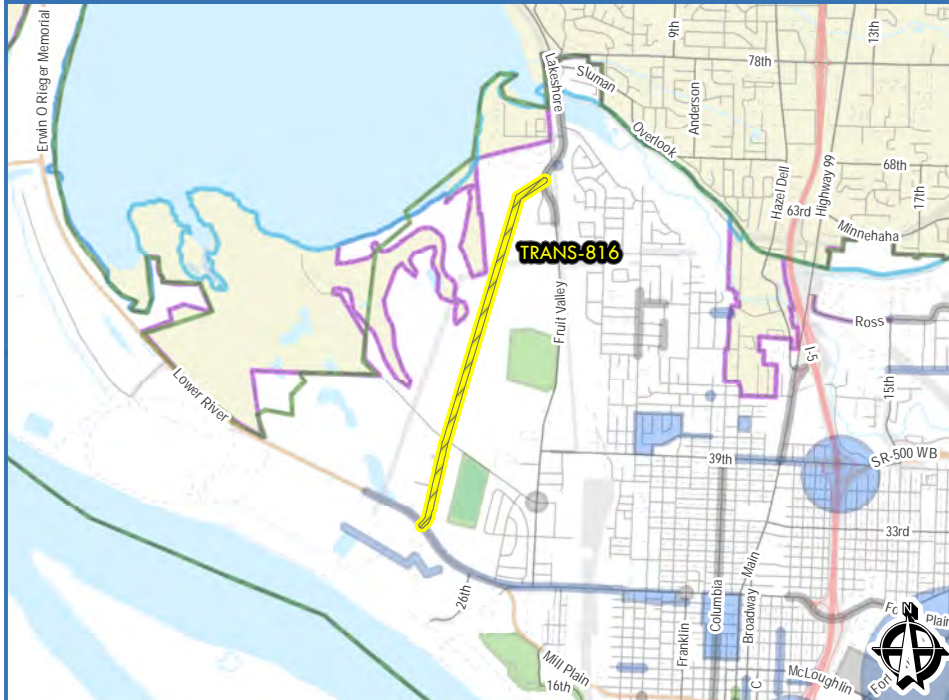 Erwin O Rieger Memorial
9th
13th
78th
Lakeshore
Sluman
Anderson
Overlook
68th
17th
Hazel Dell
Highway 99
63rd
Minnehaha
TRANS-816
Fruit Valley
Ross
I-5
15th
Lower River
39th
SR-500 WB
33rd
26th
Franklin
Columbia
Broadway
Main
Plain
N
Mill Plain
16th
C
McLoughlin
Fort